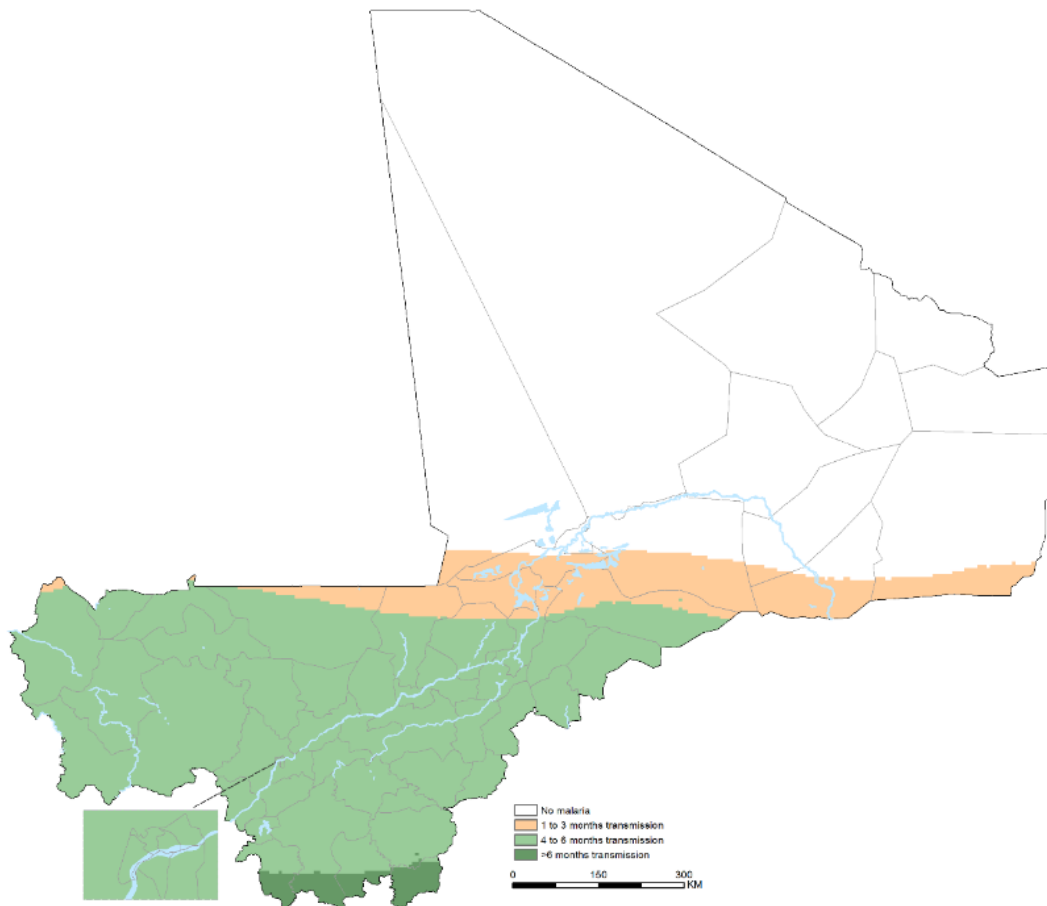 No malaria
1 to 3 months transmission
4 to 6 months transmission
>6 months transmission
0 150 300
KM